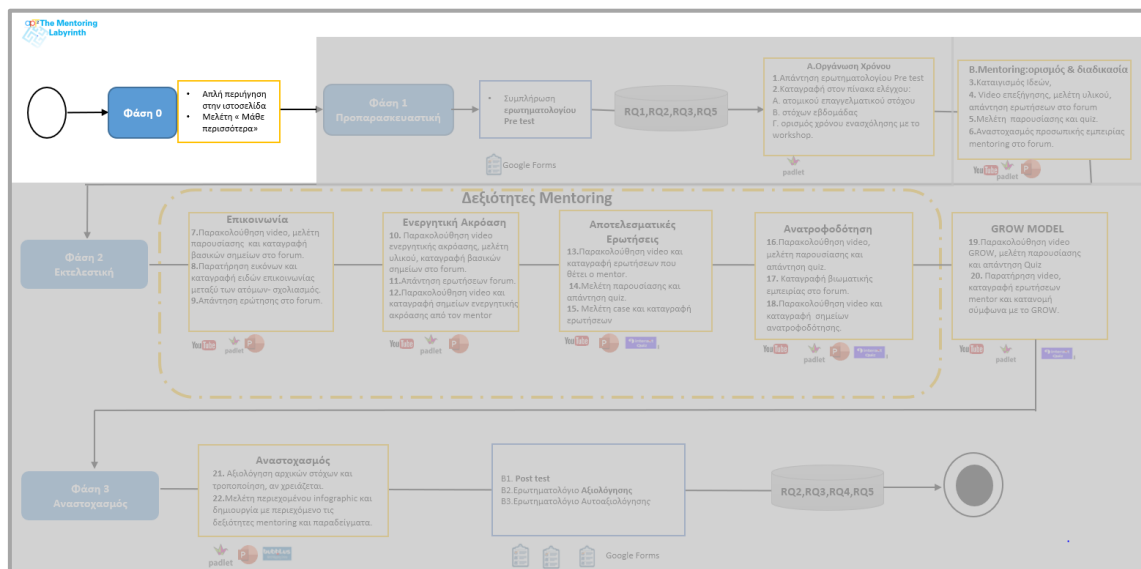 The Mentoring
Labyrinth
Φάση 0
• Απλή περιήγηση
στην ιστοσελίδα
• Μελέτη « Μάθε
περισσότερα»
Φάση 1
Προπαρασκευαστική
• Συμπλήρωση
ερωτηματολογίου
Pre test
Google Forms
RQ1,RQ2,RQ3,RQ5
Α.Οργάνωση Χρόνου
1.Απάντηση ερωτηματολογίου Pre test
2.Καταγραφή στον πίνακα ελέγχου:
Α. ατομικού επαγγελματικού στόχου
Β. στόχων εβδομάδας
Γ. ορισμός χρόνου ενασχόλησης με το
workshop.
padlet
Β.Mentoring:ορισμός & διαδικασία
3.Καταιγισμός Ιδεών,
4. Video επεξήγησης, μελέτη υλικού,
απάντηση ερωτήσεων στο forum
5.Μελέτη παρουσίασης και quiz.
6.Αναστοχασμός προσωπικής εμπειρία
mentoring στο forum.
YouTube
padlet
Φάση 2
Εκτελεστική
Δεξιότητες Mentoring
Επικοινωνία
7.Παρακολούθηση video, μελέτη
παρουσίασης και καταγραφή
βασικών σημείων στο forum.
8.Παρατήρηση εικόνων και
καταγραφή ειδών επικοινωνίας
μεταξύ των ατόμων- σχολιασμός.
9.Απάντηση ερώτησης στο forum.
YouTube
padlet
Ενεργητική Ακρόαση
10. Παρακολούθηση video
ενεργητικής ακρόασης, μελέτη
υλικού, καταγραφή βασικών
σημείων στο forum.
11.Απάντηση ερωτήσεων forum.
12.Παρακολούθηση video και
καταγραφή σημείων ενεργητικής
ακρόασης από τον mentor
YouTube
padlet
Αποτελεσματικές
Ερωτήσεις
13.Παρακολούθηση video και
καταγραφή ερωτήσεων που
θέτει ο mentor.
14.Μελέτη παρουσίασης και
απάντηση quiz.
15. Μελέτη case και καταγραφή
ερωτήσεων
YouTube
Ανατροφοδότηση
16.Παρακολούθηση video,
μελέτη παρουσίασης και
απάντηση quiz.
17. Καταγραφή βιωματικής
εμπειρίας στο forum.
18.Παρακολούθηση video και
καταγραφή σημείων
ανατροφοδότησης.
YouTube
padlet
GROW MODEL
19.Παρακολούθηση video
GROW, μελέτη παρουσίασης
και απάντηση Quiz
20. Παρατήρηση video,
καταγραφή ερωτήσεων
mentor και κατανομή
σύμφωνα με το GROW.
YouTube
padlet
Φάση 3
Αναστοχασμός
Αναστοχασμός
21. Αξιολόγηση αρχικών στόχων και
τροποποίηση, αν χρειάζεται.
22.Μελέτη περιεχομένου infographic και
δημιουργία με περιεχόμενο τις
δεξιότητες mentoring και παραδείγματα.
padlet
Β1. Post test
Β2.Ερωτηματολόγιο Αξιολόγησης
Β3.Ερωτηματολόγιο Αυτοαξιολόγησης
Google Forms
RQ2,RQ3,RQ4,RQ5